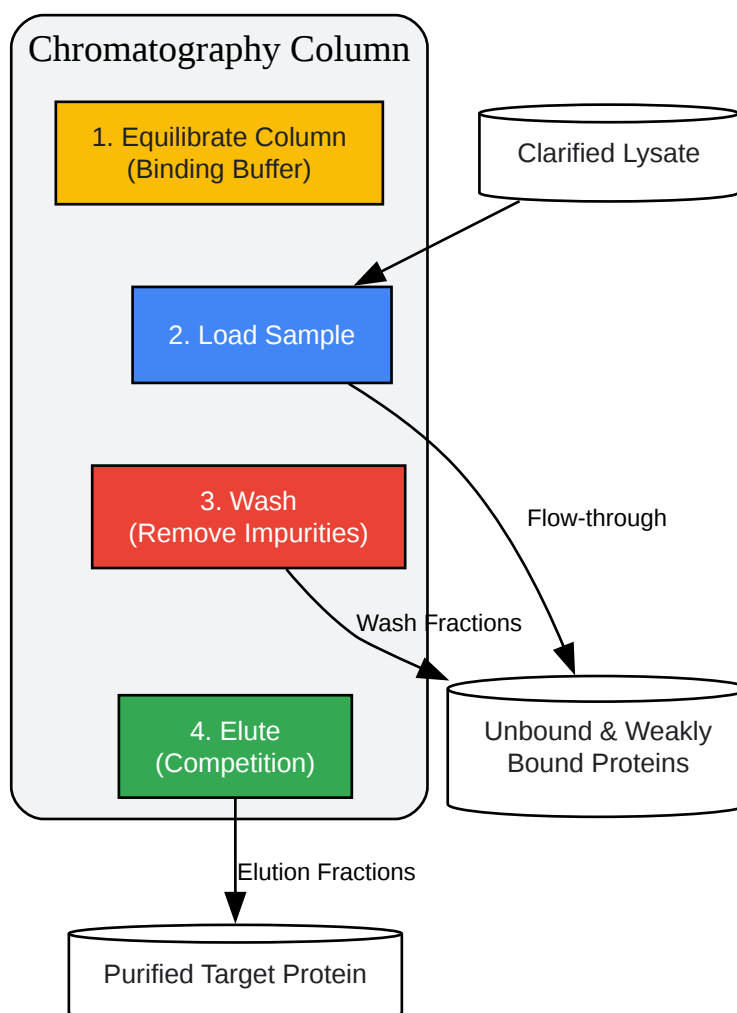 Chromatography Column
1. Equilibrate Column
(Binding Buffer)
Clarified Lysate
2. Load Sample
3. Wash
(Remove Impurities)
Flow-through
Wash Fractions
4. Elute
(Competition)
Unbound & Weakly
Bound Proteins
Elution Fractions
Purified Target Protein